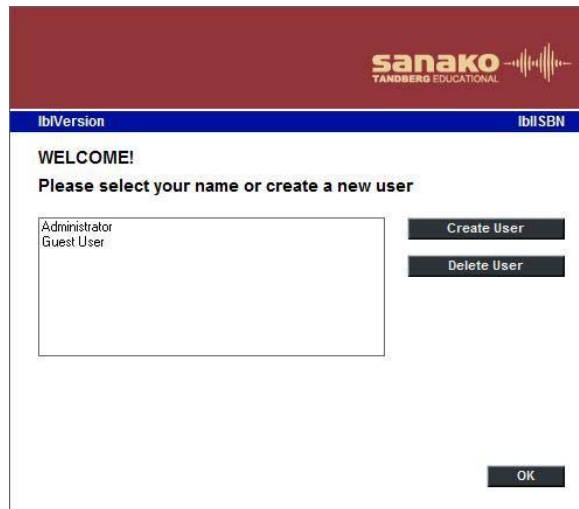 sanako
TANDBERG EDUCATIONAL
lblVersion lblISBN
WELCOME!
Please select your name or create a new user
Administrator
Guest User
Create User
Delete User
OK